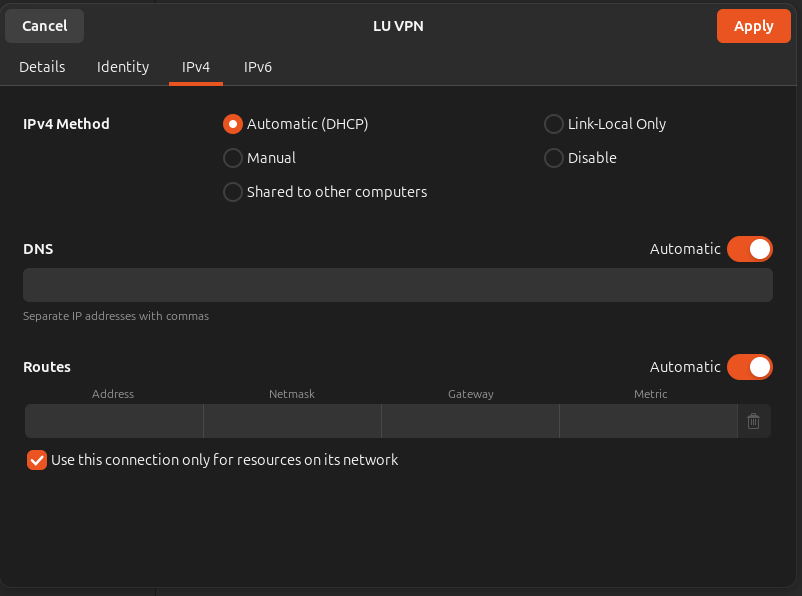 Cancel LU VPN Apply
Details Identity IPv4 IPv6
IPv4 Method Automatic (DHCP) Link-Local Only
Manual Disable
Shared to other computers
DNS Automatic
Separate IP addresses with commas
Routes Automatic
Address Netmask Gateway Metric
Use this connection only for resources on its network